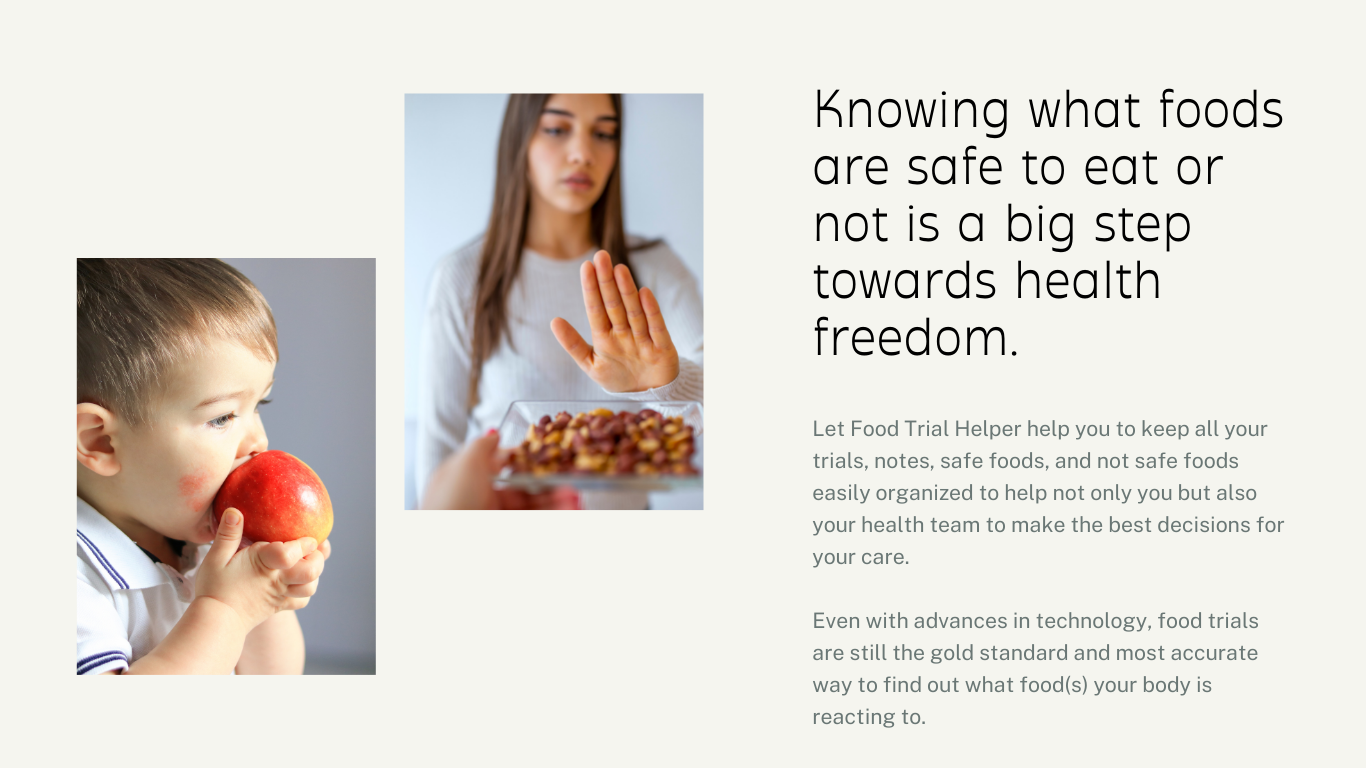 Knowing what foods
are safe to eat or
not is a big step
towards health
freedom.
Let Food Trial Helper help you to keep all your
trials, notes, safe foods, and not safe foods
easily organized to help not only you but also
your health team to make the best decisions for
your care.
Even with advances in technology, food trials
are still the gold standard and most accurate
way to find out what food(s) your body is
reacting to.